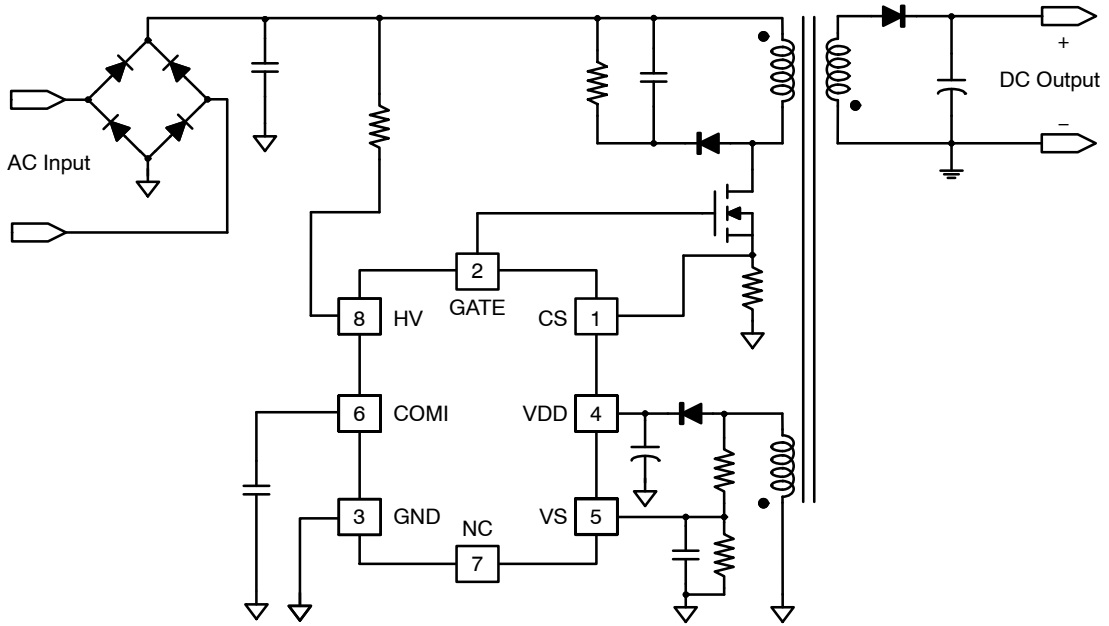 +
DC Output
−
AC Input
2
GATE
8
HV
CS
1
6
COMI
VDD
4
3
GND
VS
5
NC
7